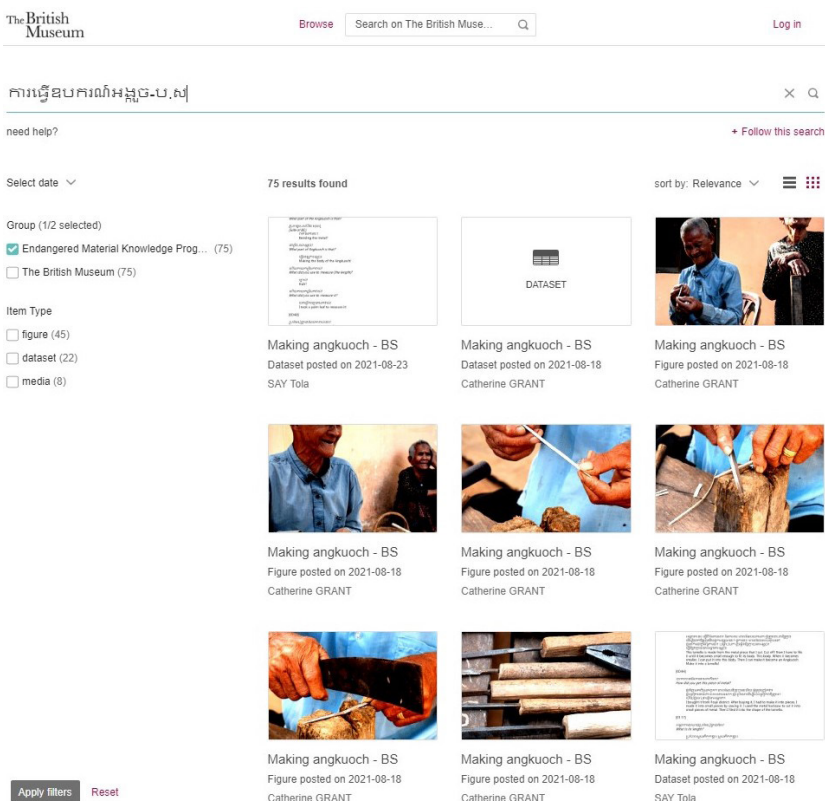 The British Museum
Browse
Search on The British Muse...
Log in
ការធ្វើឧបករណ៍អង្កួច-ប.ស
need help?
+ Follow this search
Select date
75 results found
sort by: Relevance
Group (1/2 selected)
Endangered Material Knowledge Prog... (75)
The British Museum (75)
Item Type
figure (45)
dataset (22)
media (8)
DATASET
Making angkuoch - BS
Dataset posted on 2021-08-23
SAY Tola
Making angkuoch - BS
Dataset posted on 2021-08-18
Catherine GRANT
Making angkuoch - BS
Figure posted on 2021-08-18
Catherine GRANT
Making angkuoch - BS
Figure posted on 2021-08-18
Catherine GRANT
Making angkuoch - BS
Figure posted on 2021-08-18
Catherine GRANT
Making angkuoch - BS
Figure posted on 2021-08-18
Catherine GRANT
Making angkuoch - BS
Figure posted on 2021-08-18
Catherine GRANT
Making angkuoch - BS
Figure posted on 2021-08-18
Catherine GRANT
Making angkuoch - BS
Dataset posted on 2021-08-18
SAY Tola
Apply filters
Reset